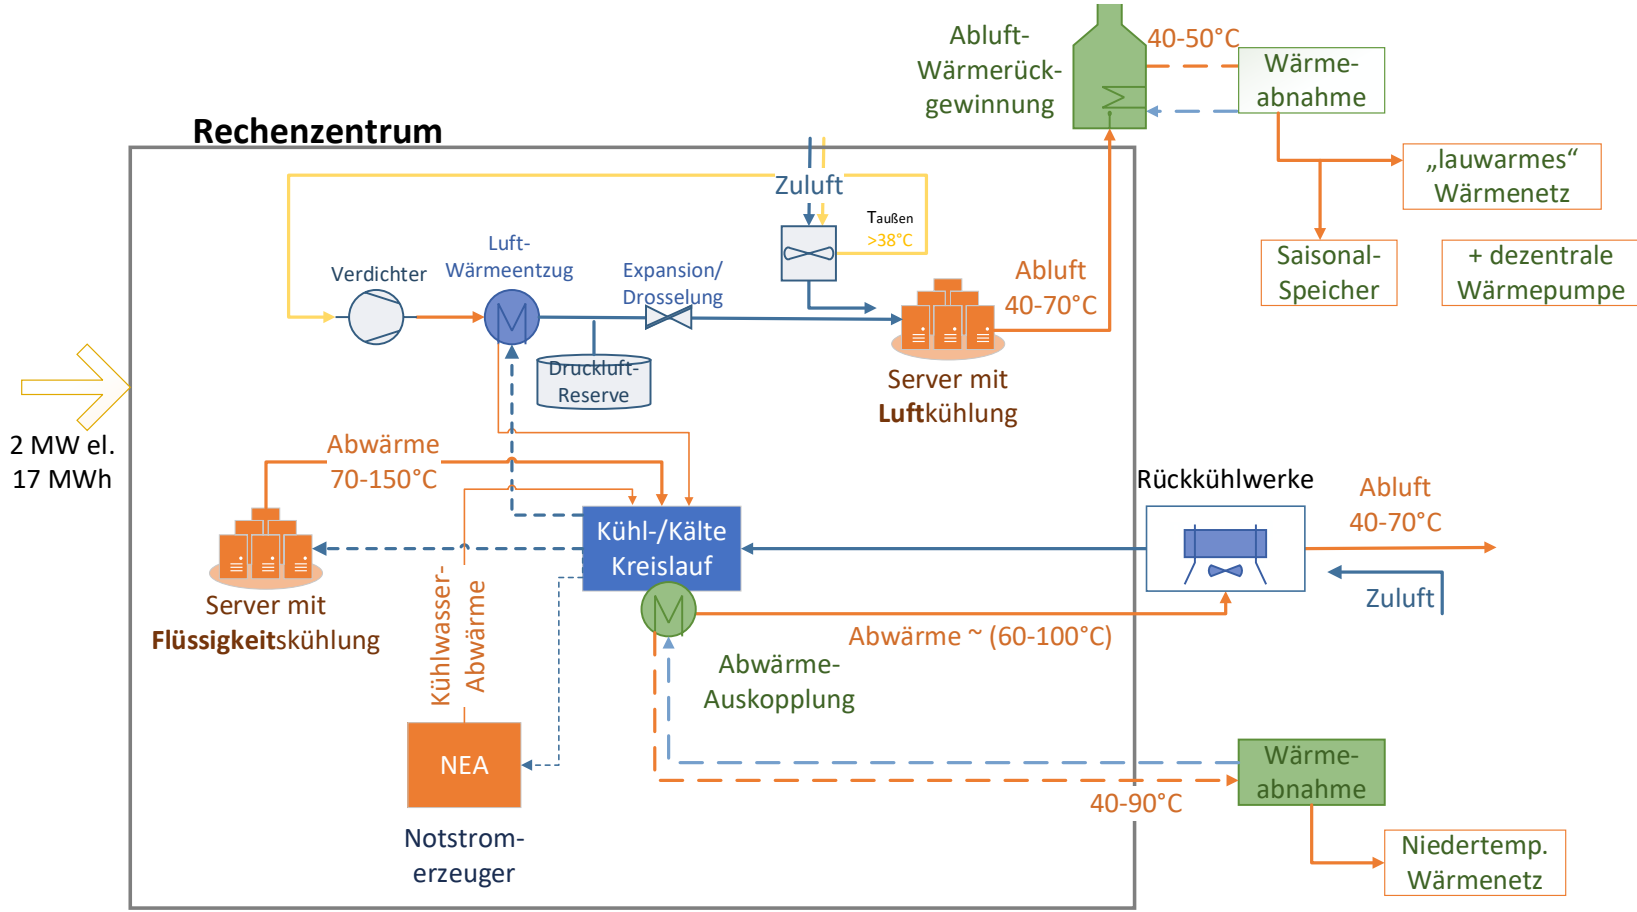 Abluft-
Wärmerück-
gewinnung
40-50°C
Wärme-
abnahme
„lauwarmes“
Wärmenetz
Saisonal-
Speicher
+ dezentrale
Wärmepumpe
Rechenzentrum
Zuluft
Taußen
>38°C
Verdichter
Luft-
Wärmeentzug
Expansion/
Drosselung
Abluft
40-70°C
Druckluft-
Reserve
Server mit
Luftkühlung
2 MW el.
17 MWh
Abwärme
70-150°C
Server mit
Flüssigkeitskühlung
Kühl-/Kälte
Kreislauf
Rückkühlwerke
Abluft
40-70°C
Zuluft
Kühlwasser-
Abwärme
Abwärme ~ (60-100°C)
Abwärme-
Auskopplung
NEA
Notstrom-
erzeuger
40-90°C
Wärme-
abnahme
Niedertemp.
Wärmenetz